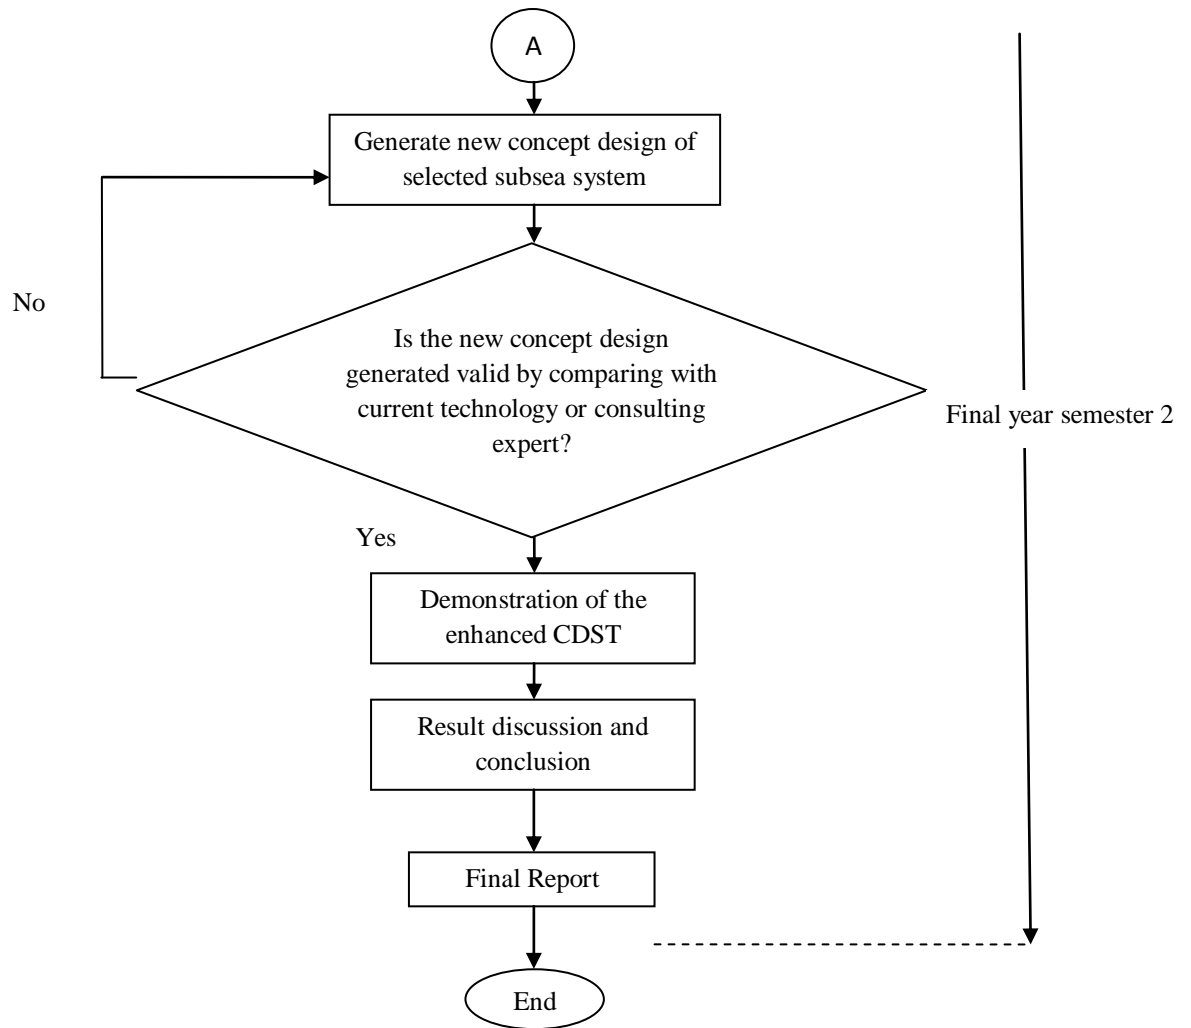 A
Generate new concept design of
selected subsea system
No
Is the new concept design
generated valid by comparing with
current technology or consulting
expert?
Final year semester 2
Yes
Demonstration of the
enhanced CDST
Result discussion and
conclusion
Final Report
End